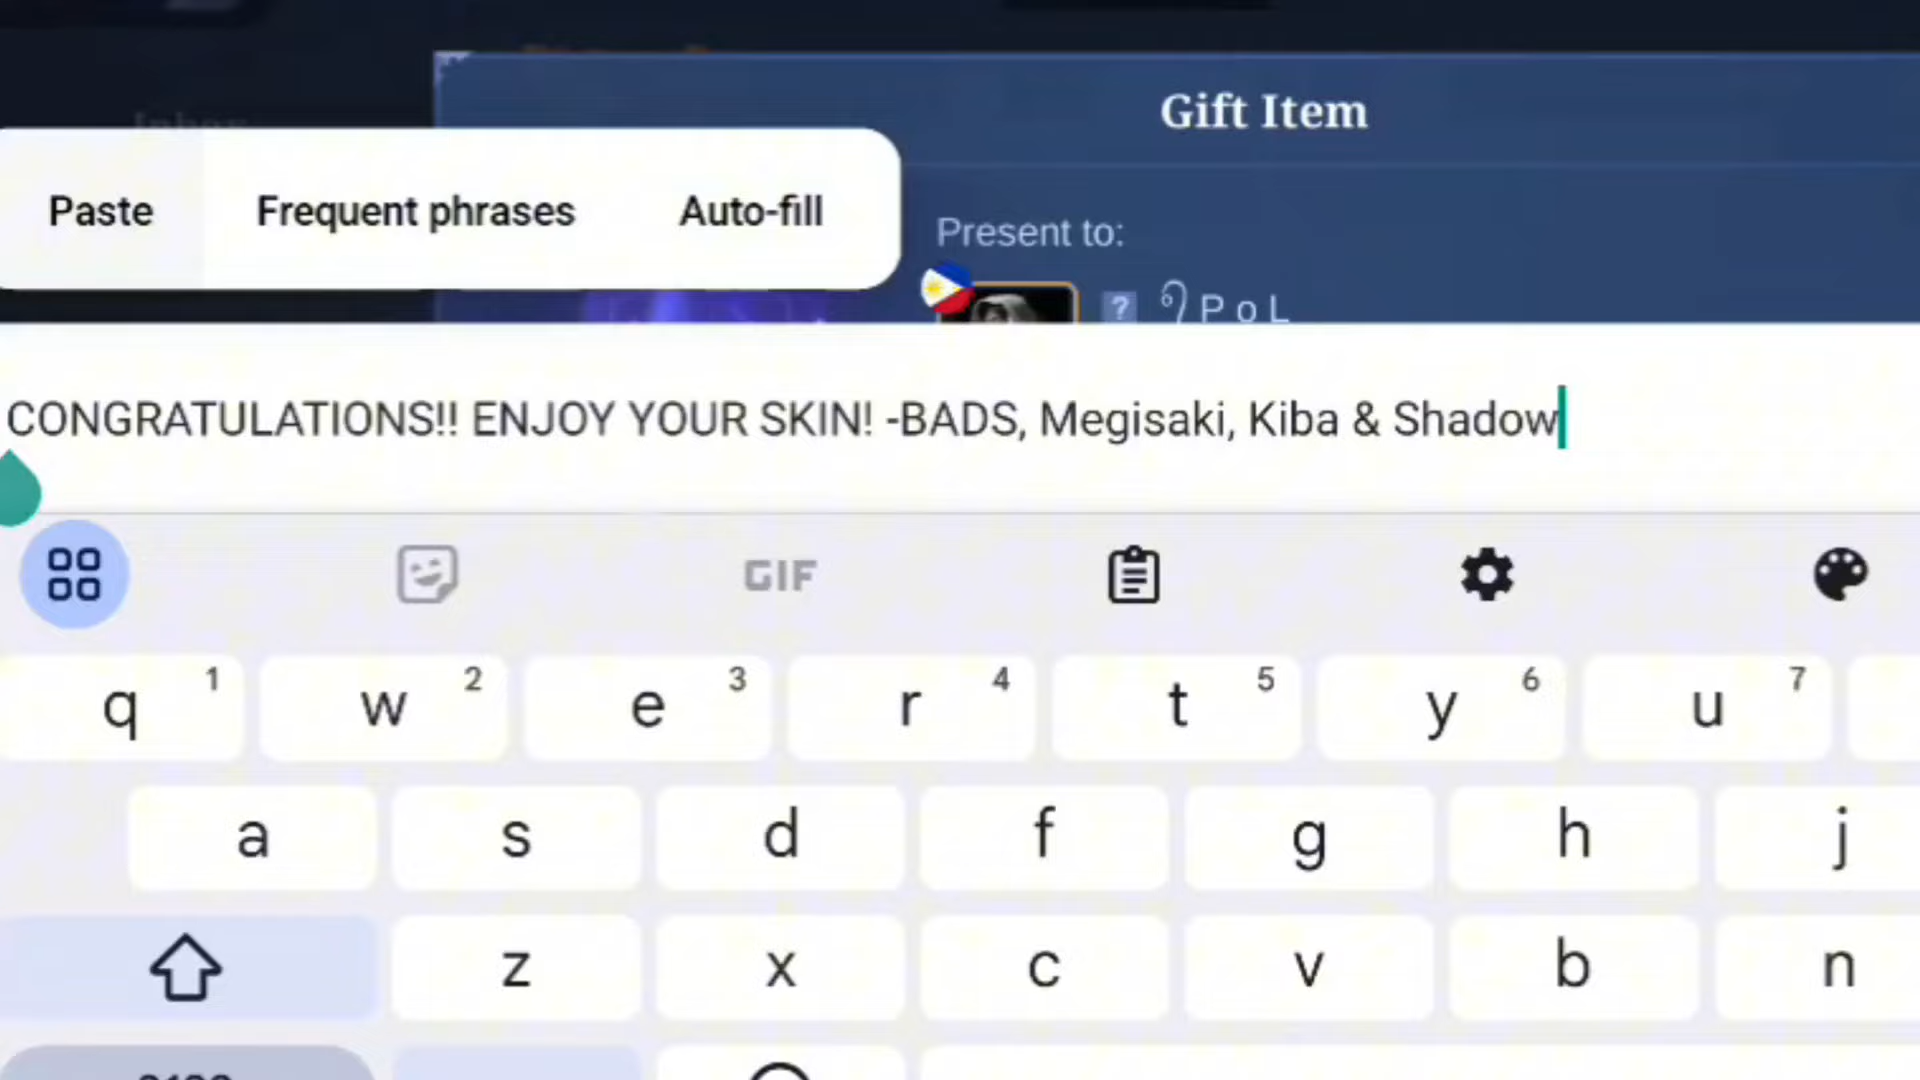 Inbox
Gift Item
Paste Frequent phrases Auto-fill
Present to:
? P o L
CONGRATULATIONS!! ENJOY YOUR SKIN! -BADS, Megisaki, Kiba & Shadow
GIF
q 1 w 2 e 3 r 4 t 5 y 6 u 7
a s d f g h j
z x c v b n